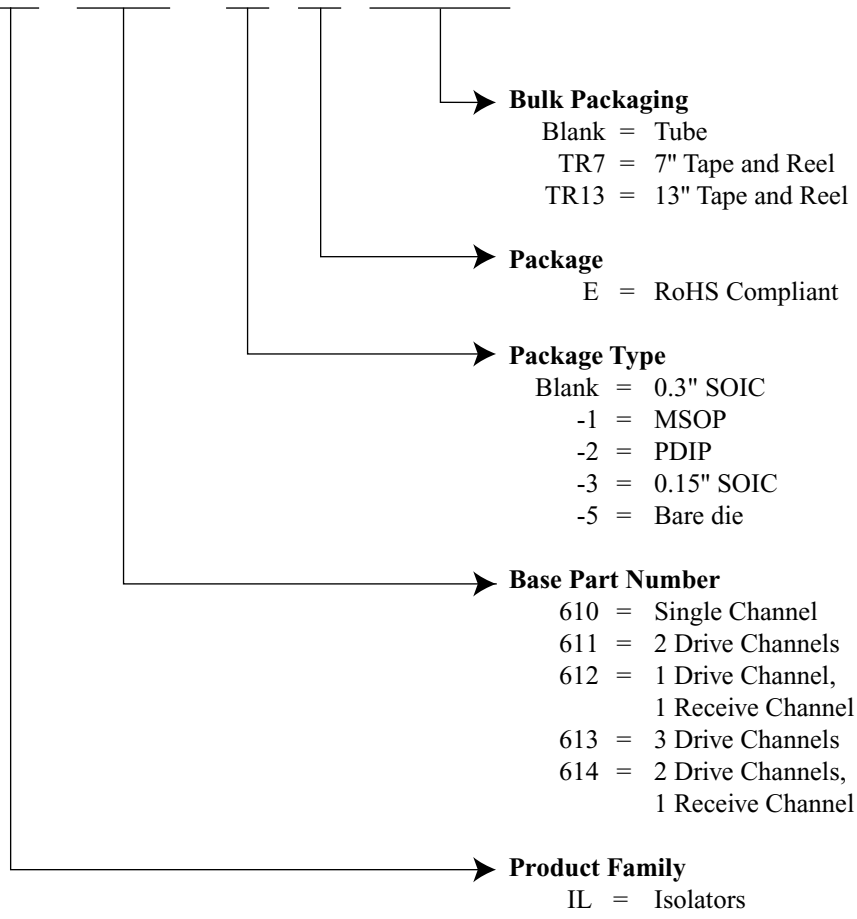 Bulk Packaging
Blank = Tube
TR7 = 7" Tape and Reel
TR13 = 13" Tape and Reel
Package
E = RoHS Compliant
Package Type
Blank = 0.3" SOIC
-1 = MSOP
-2 = PDIP
-3 = 0.15" SOIC
-5 = Bare die
Base Part Number
610 = Single Channel
611 = 2 Drive Channels
612 = 1 Drive Channel,
1 Receive Channel
613 = 3 Drive Channels
614 = 2 Drive Channels,
1 Receive Channel
Product Family
IL = Isolators